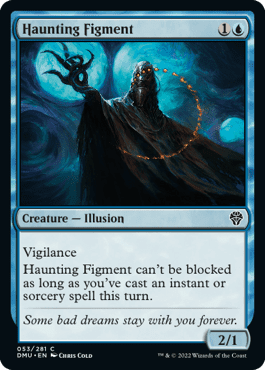 Haunting Figment 1
Creature — Illusion
Vigilance
Haunting Figment can't be blocked
as long as you've cast an instant or
sorcery spell this turn.
Some bad dreams stay with you forever.
2/1
053/281 C
DMU • EN Chris Cold ™ & © 2022 Wizards of the Coast